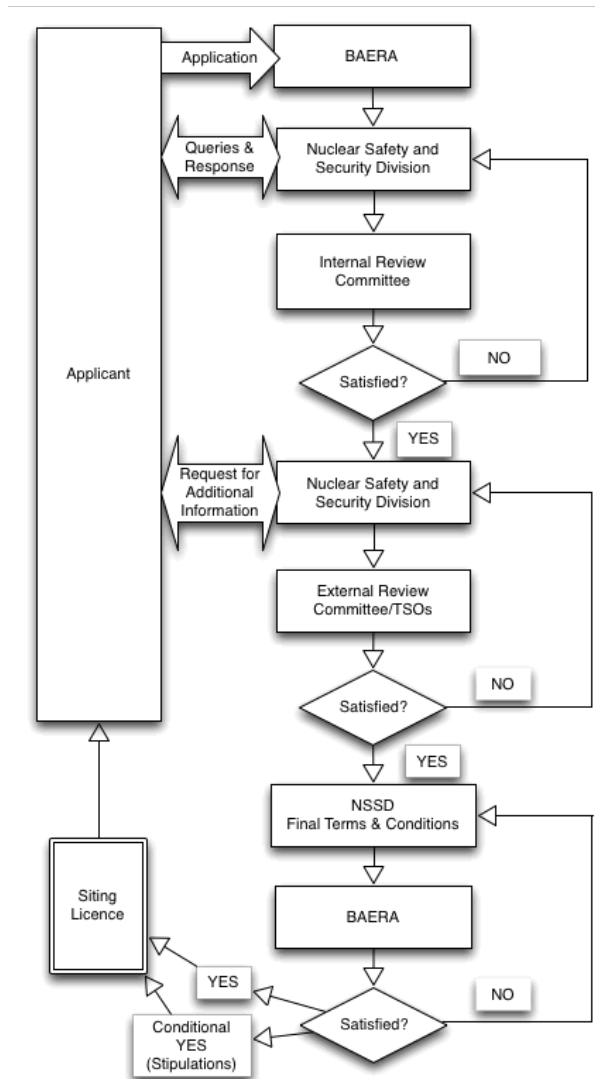 Application
BAERA
Queries &
Response
Nuclear Safety and
Security Division
Internal Review
Committee
Applicant
Satisfied?
NO
YES
Request for
Additional
Information
Nuclear Safety and
Security Division
External Review
Committee/TSOs
Satisfied?
NO
YES
NSSD
Final Terms & Conditions
Siting
Licence
BAERA
YES
Satisfied?
NO
Conditional
YES
(Stipulations)